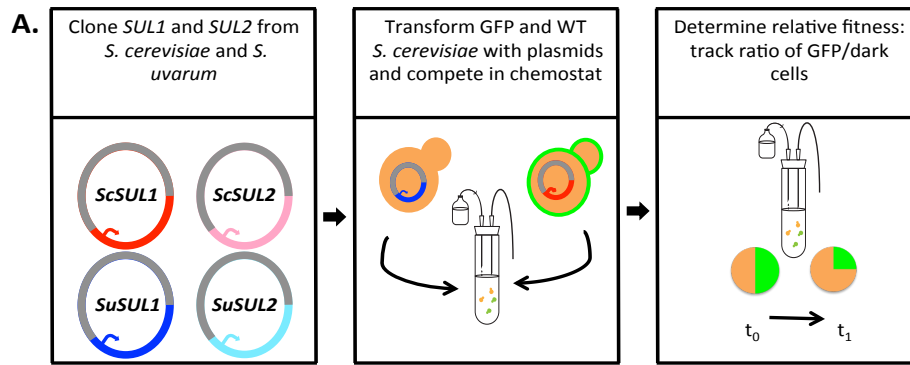 A.
Clone SUL1 and SUL2 from
S. cerevisiae and S.
uvarum
Transform GFP and WT
S. cerevisiae with plasmids
and compete in chemostat
Determine relative fitness:
track ratio of GFP/dark
cells
ScSUL1
ScSUL2
SuSUL1
SuSUL2
t0
t1